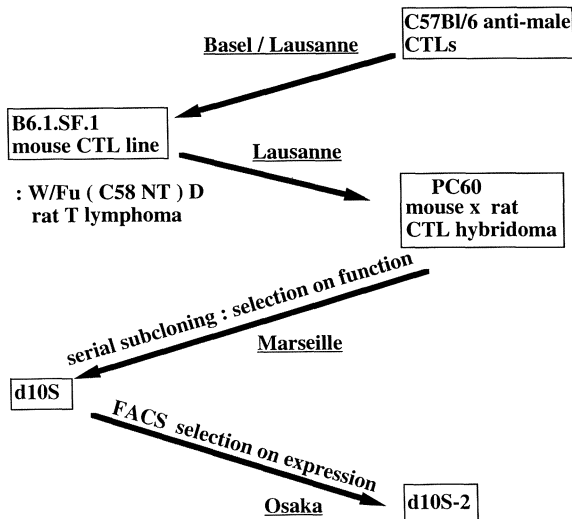 C57Bl/6 anti-male
CTLs
Basel / Lausanne
B6.1.SF.1
mouse CTL line
Lausanne
: W/Fu ( C58 NT ) D
rat T lymphoma
PC60
mouse x rat
CTL hybridoma
serial subcloning : selection on function
Marseille
d10S
FACS selection on expression
Osaka
d10S-2